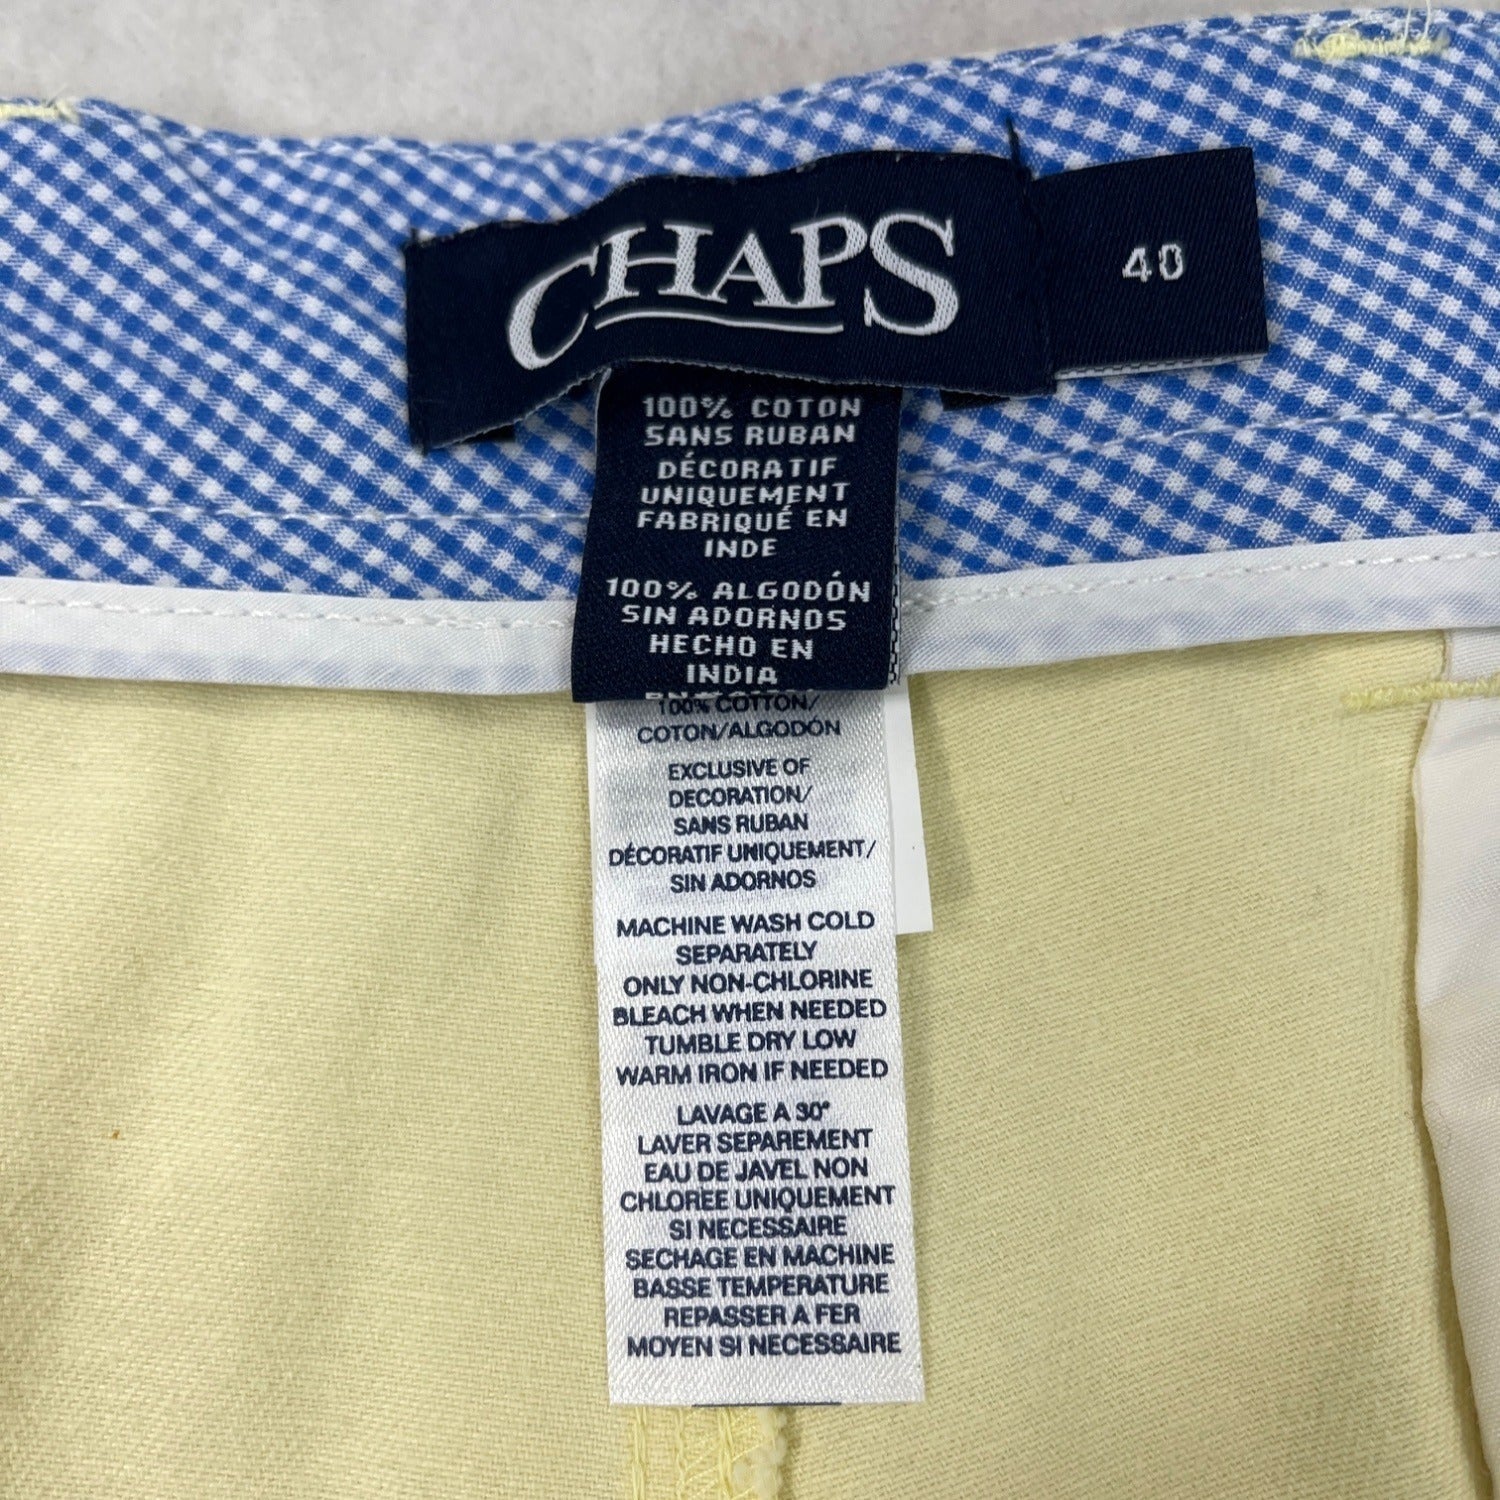 CHAPS
40
100% COTON
SANS RUBAN
DÉCORATIF
UNIQUEMENT
FABRIQUÉ EN
INDE
100% ALGODÓN
SIN ADORNOS
HECHO EN
INDIA
100% COTTON/
COTON/ALGODÓN
EXCLUSIVE OF
DECORATION/
SANS RUBAN
DÉCORATIF UNIQUEMENT/
SIN ADORNOS
MACHINE WASH COLD
SEPARATELY
ONLY NON-CHLORINE
BLEACH WHEN NEEDED
TUMBLE DRY LOW
WARM IRON IF NEEDED
LAVAGE A 30°
LAVER SEPAREMENT
EAU DE JAVEL NON
CHLOREE UNIQUEMENT
SI NECESSAIRE
SECHAGE EN MACHINE
BASSE TEMPERATURE
REPASSER A FER
MOYEN SI NECESSAIRE